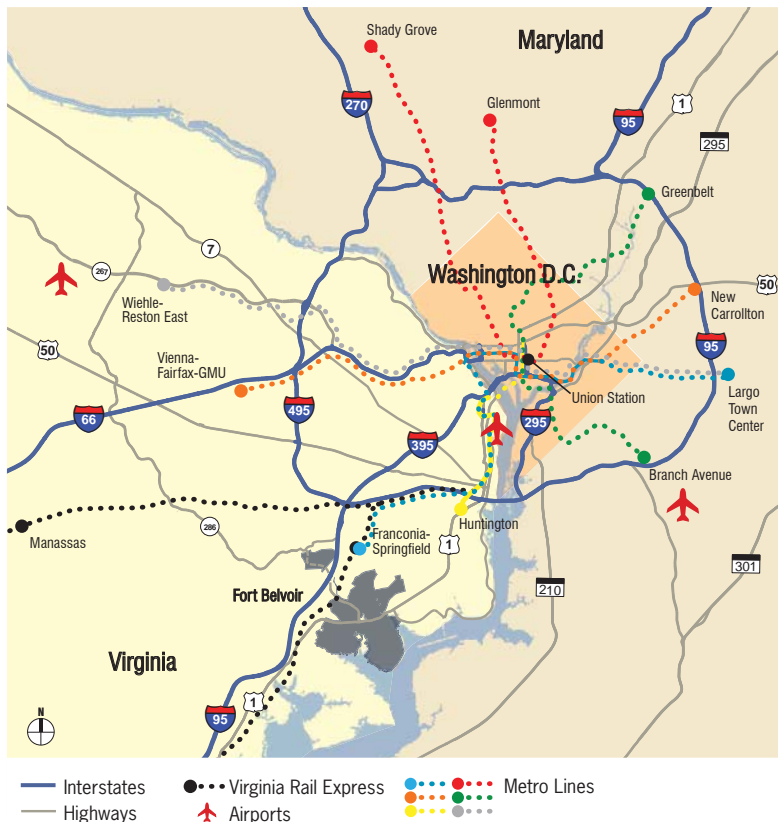 Shady Grove
Maryland
270
Glenmont
1
95
295
Greenbelt
7
Washington D.C.
267
Wiehle-
Reston East
50
New
Carrollton
50
Vienna-
Fairfax-GMU
95
Union Station
Largo
Town
Center
66
495
395
295
Branch Avenue
Manassas
286
Franconia-
Springfield
Huntington
1
Fort Belvoir
210
301
Virginia
1
95
N
Interstates
Virginia Rail Express
Metro Lines
Highways
Airports